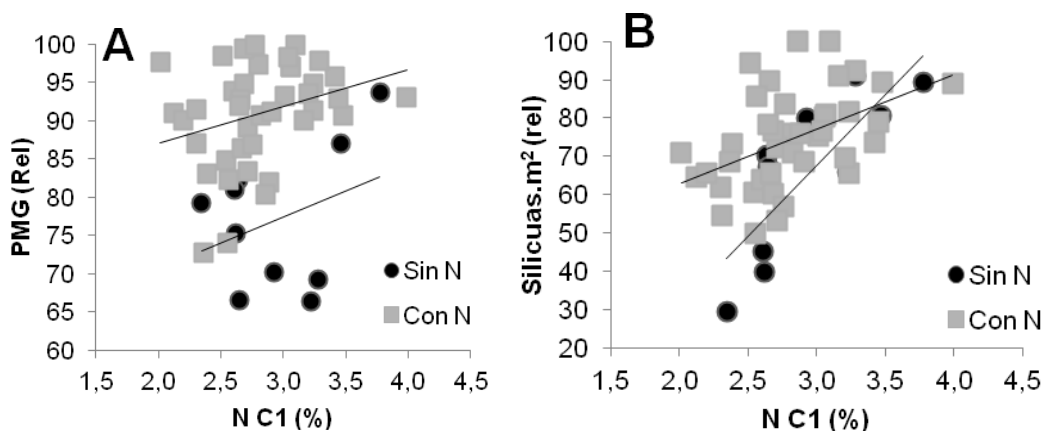 A
PMG (Rel)
100
95
90
85
80
75
70
65
60
Sin N
Con N
1,5 2,0 2,5 3,0 3,5 4,0 4,5
N C1 (%)
B
Silicuas.m² (rel)
100
90
80
70
60
50
40
30
20
Sin N
Con N
1,5 2,0 2,5 3,0 3,5 4,0 4,5
N C1 (%)